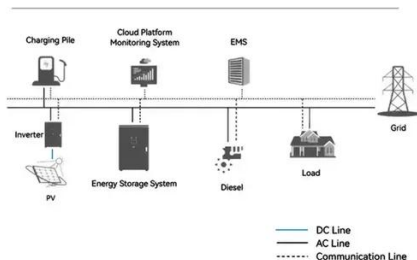 Charging Pile
Cloud Platform
Monitoring System
EMS
Grid
Inverter
PV
Energy Storage System
Diesel
Load
DC Line
AC Line
Communication Line